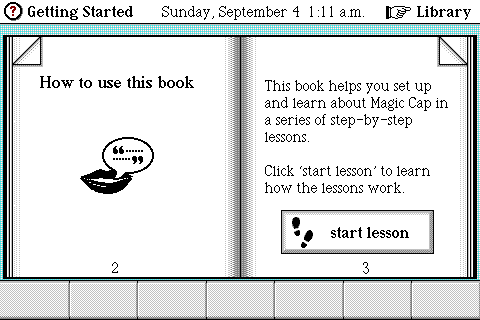 Getting Started
Sunday, September 4 1:11 a.m.
Library
How to use this book
2
This book helps you set up
and learn about Magic Cap in
a series of step-by-step
lessons.
Click ‘start lesson’ to learn
how the lessons work.
start lesson
3